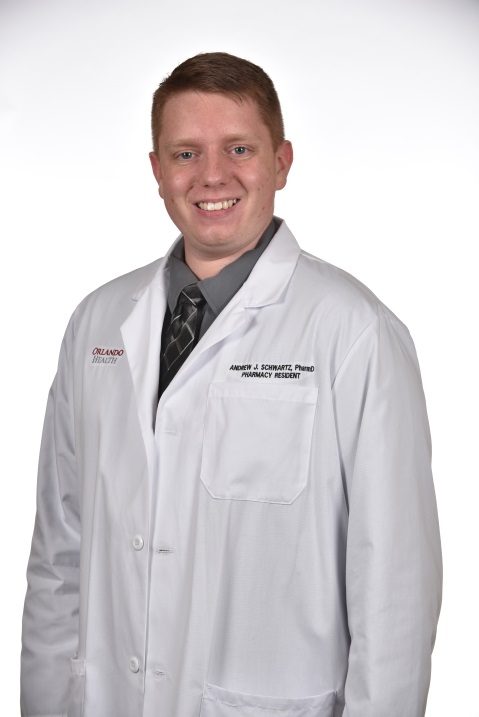 ORLANDO
HEALTH
ANDREW J. SCHWARTZ, PharmD
PHARMACY RESIDENT